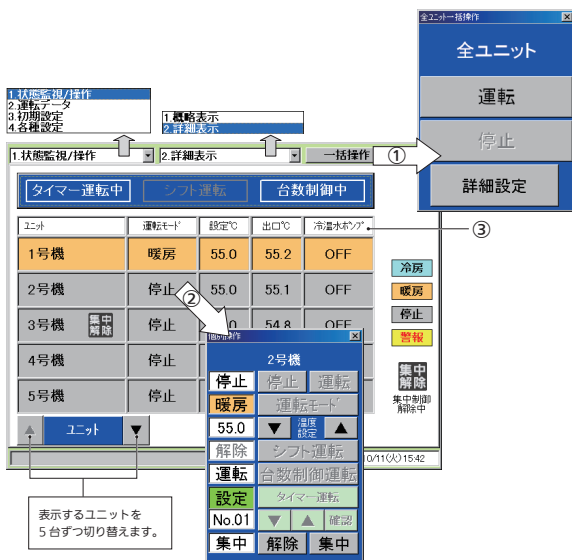 全ユニット一括操作
全ユニット
運転
停止
詳細設定
1.状態監視/操作
2.運転データ
3.初期設定
4.各種設定
1.概略表示
2.詳細表示
1.状態監視/操作
2.詳細表示
一括操作
①
タイマー運転中
シフト運転
台数制御中
ユニット 運転モード 設定℃ 出口℃ 冷温水ポンプ
③
1号機 暖房 55.0 55.2 OFF
2号機 停止 55.0 55.1 OFF
3号機 集中解除 停止 54.8 OFF
4号機 停止
5号機 停止
②
冷房
暖房
停止
警報
集中
解除
集中制御
解除中
▲ ユニット ▼
10/11(火)15:42
表示するユニットを
5台ずつ切り替えます。
個別操作
2号機
停止 停止 運転
暖房 運転モード
55.0 ▼ 温度設定 ▲
解除 シフト運転
運転 台数制御運転
設定 タイマー運転
No.01 ▼ ▲ 確認
集中 解除 集中